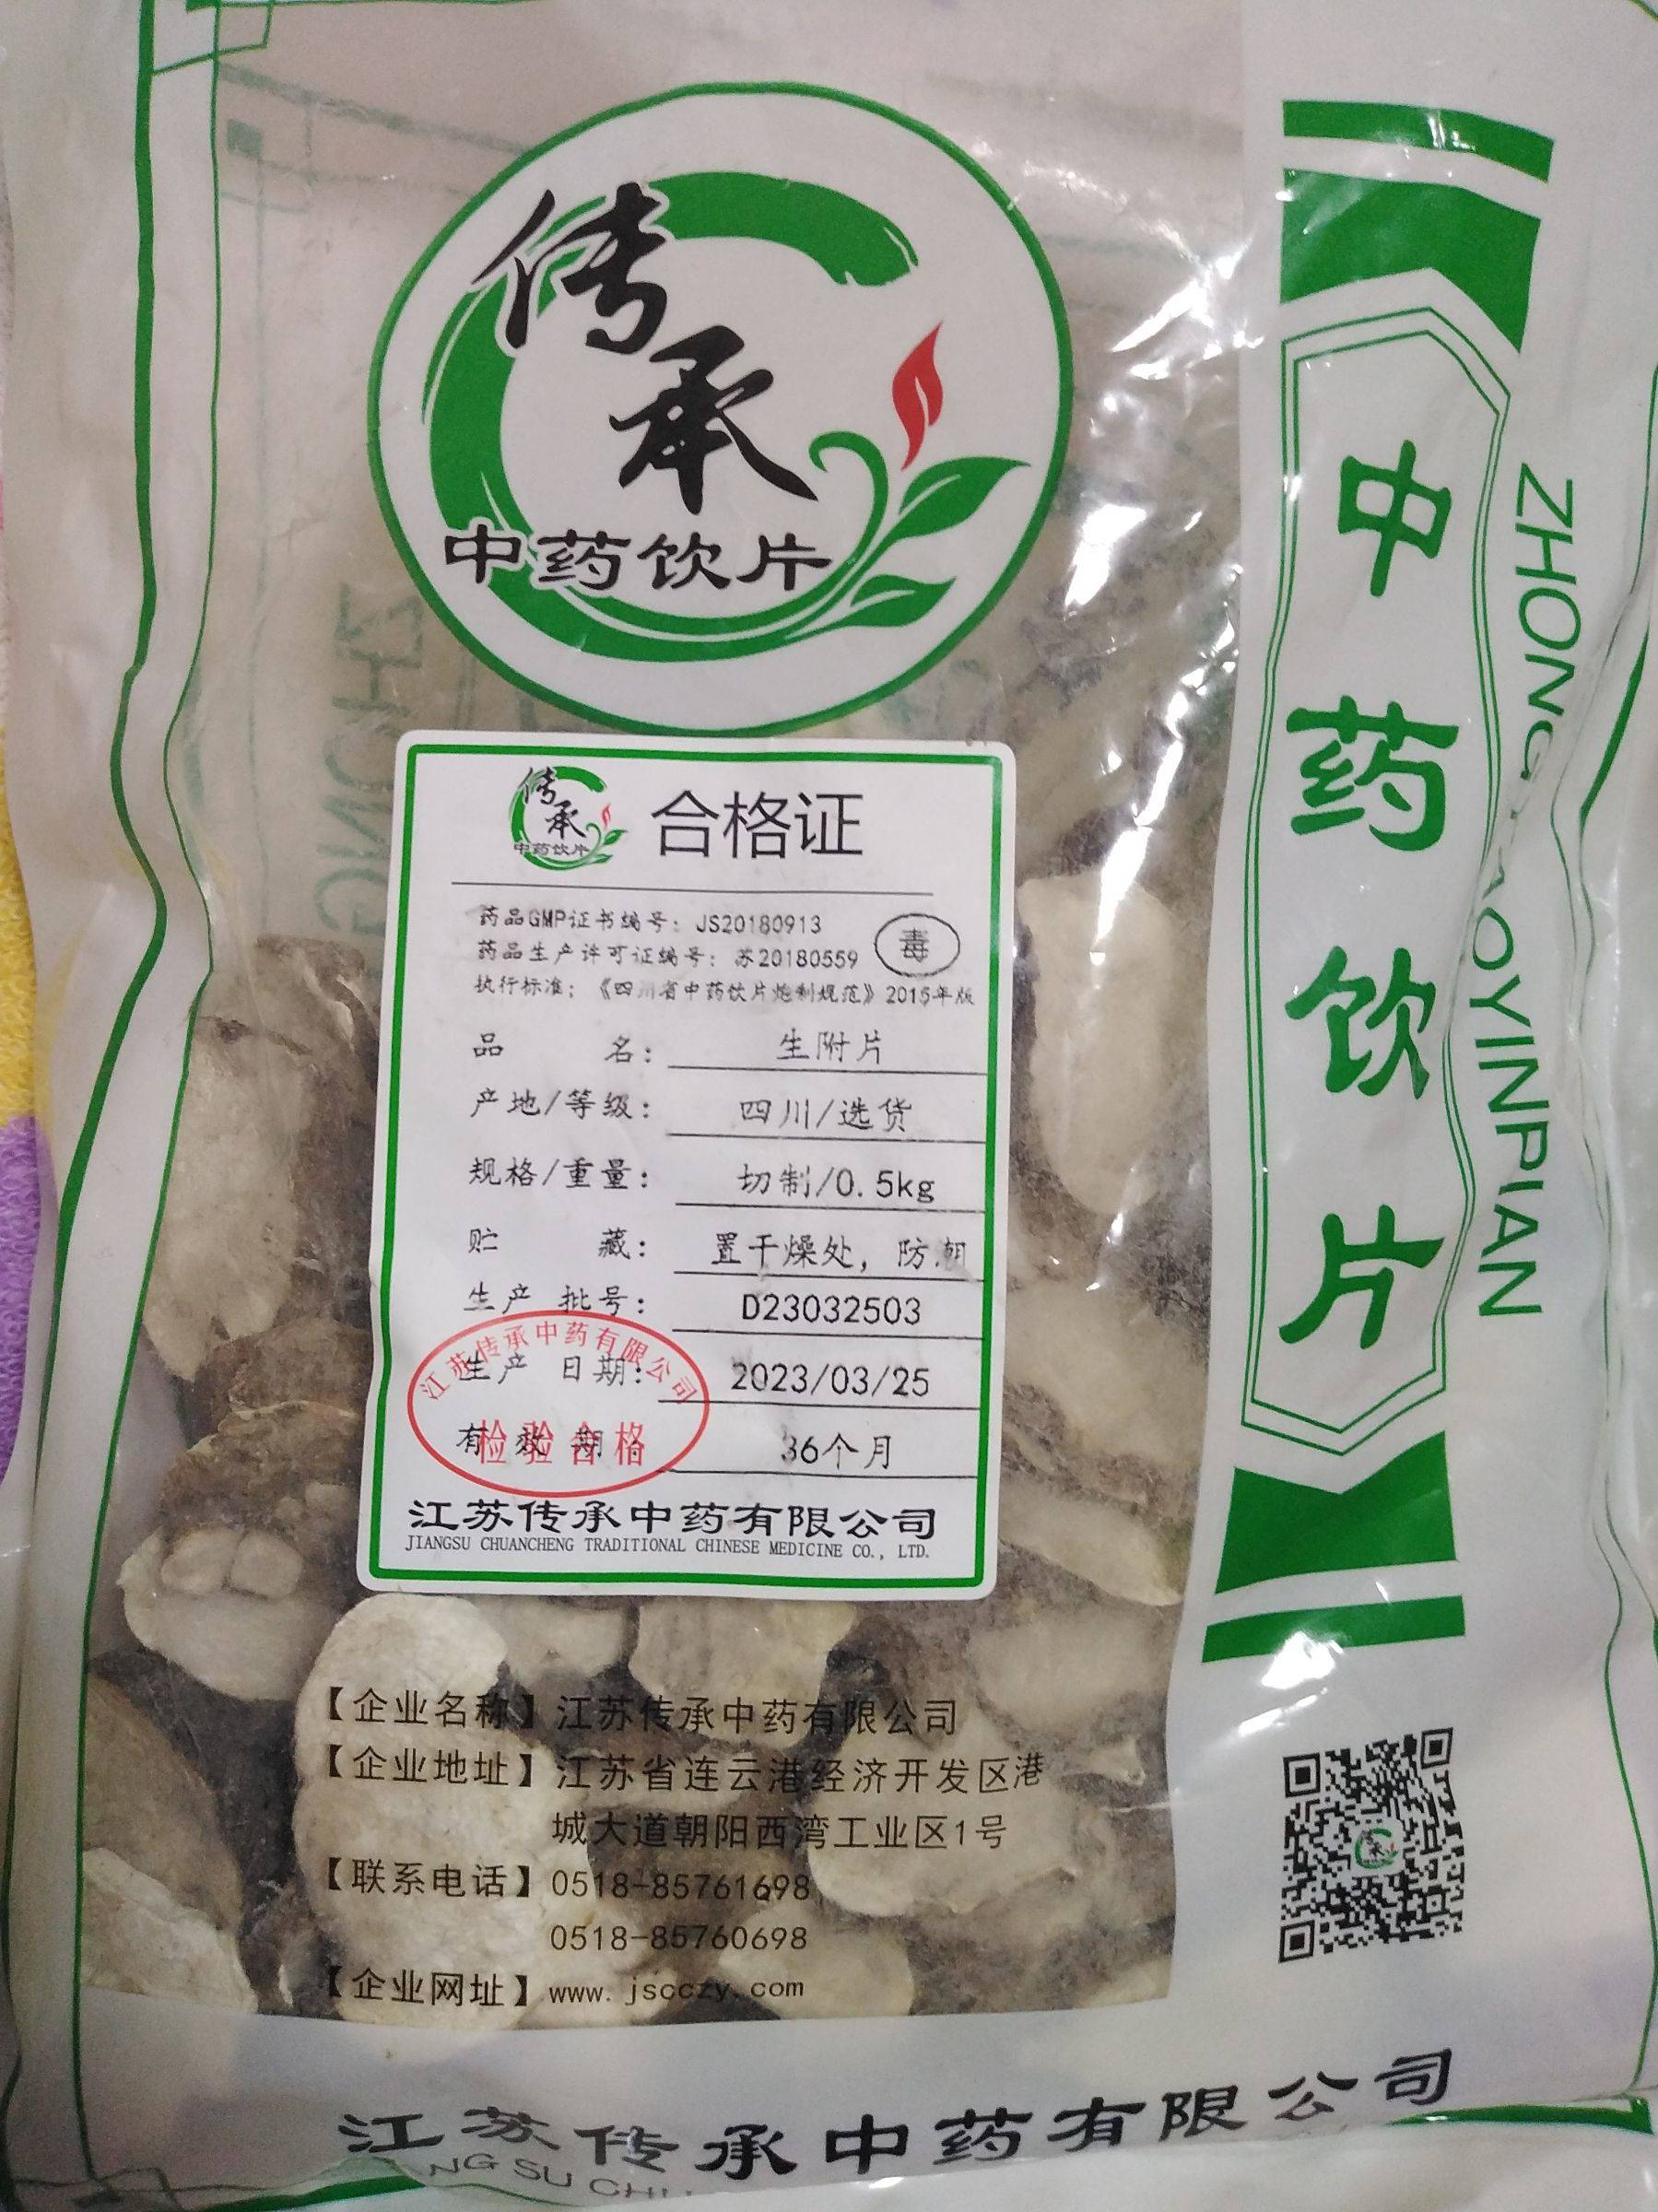 传承
中药饮片
中药饮片
ZHONG YAOYINPIAN
传承
中药饮片
合格证
药品GMP证书编号：JS20180913
药品生产许可证编号：苏20180559
毒
执行标准：《四川省中药饮片炮制规范》2015年版
品 名：生附片
产地/等级：四川/选货
规格/重量：切制/0.5kg
贮 藏：置干燥处，防潮
生产 批号：D23032503
生产 日期：2023/03/25
有 效 期：36个月
江苏传承中药有限公司
检验合格
江苏传承中药有限公司
JIANGSU CHUANCHENG TRADITIONAL CHINESE MEDICINE CO., LTD.
【企业名称】江苏传承中药有限公司
【企业地址】江苏省连云港经济开发区港
城大道朝阳西湾工业区1号
【联系电话】0518-85761698
0518-85760698
【企业网址】www.jscczy.com
江苏传承中药有限公司